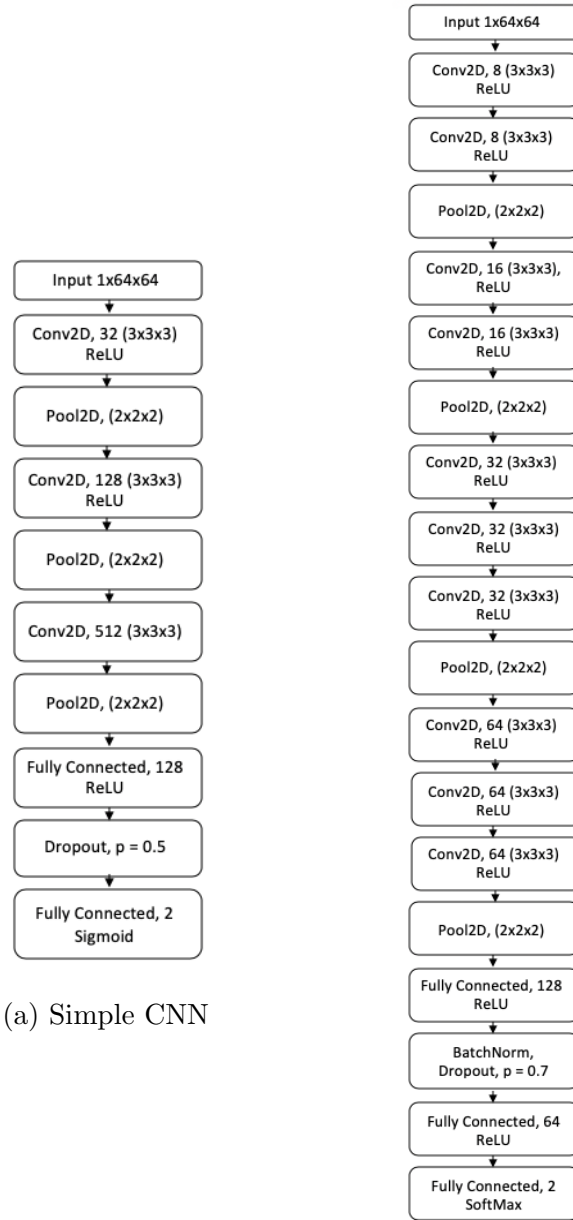 Input 1x64x64
Conv2D, 32 (3x3x3)
ReLU
Pool2D, (2x2x2)
Conv2D, 128 (3x3x3)
ReLU
Pool2D, (2x2x2)
Conv2D, 512 (3x3x3)
Pool2D, (2x2x2)
Fully Connected, 128
ReLU
Dropout, p = 0.5
Fully Connected, 2
Sigmoid
(a) Simple CNN
Input 1x64x64
Conv2D, 8 (3x3x3)
ReLU
Conv2D, 8 (3x3x3)
ReLU
Pool2D, (2x2x2)
Conv2D, 16 (3x3x3),
ReLU
Conv2D, 16 (3x3x3)
ReLU
Pool2D, (2x2x2)
Conv2D, 32 (3x3x3)
ReLU
Conv2D, 32 (3x3x3)
ReLU
Conv2D, 32 (3x3x3)
ReLU
Pool2D, (2x2x2)
Conv2D, 64 (3x3x3)
ReLU
Conv2D, 64 (3x3x3)
ReLU
Conv2D, 64 (3x3x3)
ReLU
Pool2D, (2x2x2)
Fully Connected, 128
ReLU
BatchNorm,
Dropout, p = 0.7
Fully Connected, 64
ReLU
Fully Connected, 2
SoftMax